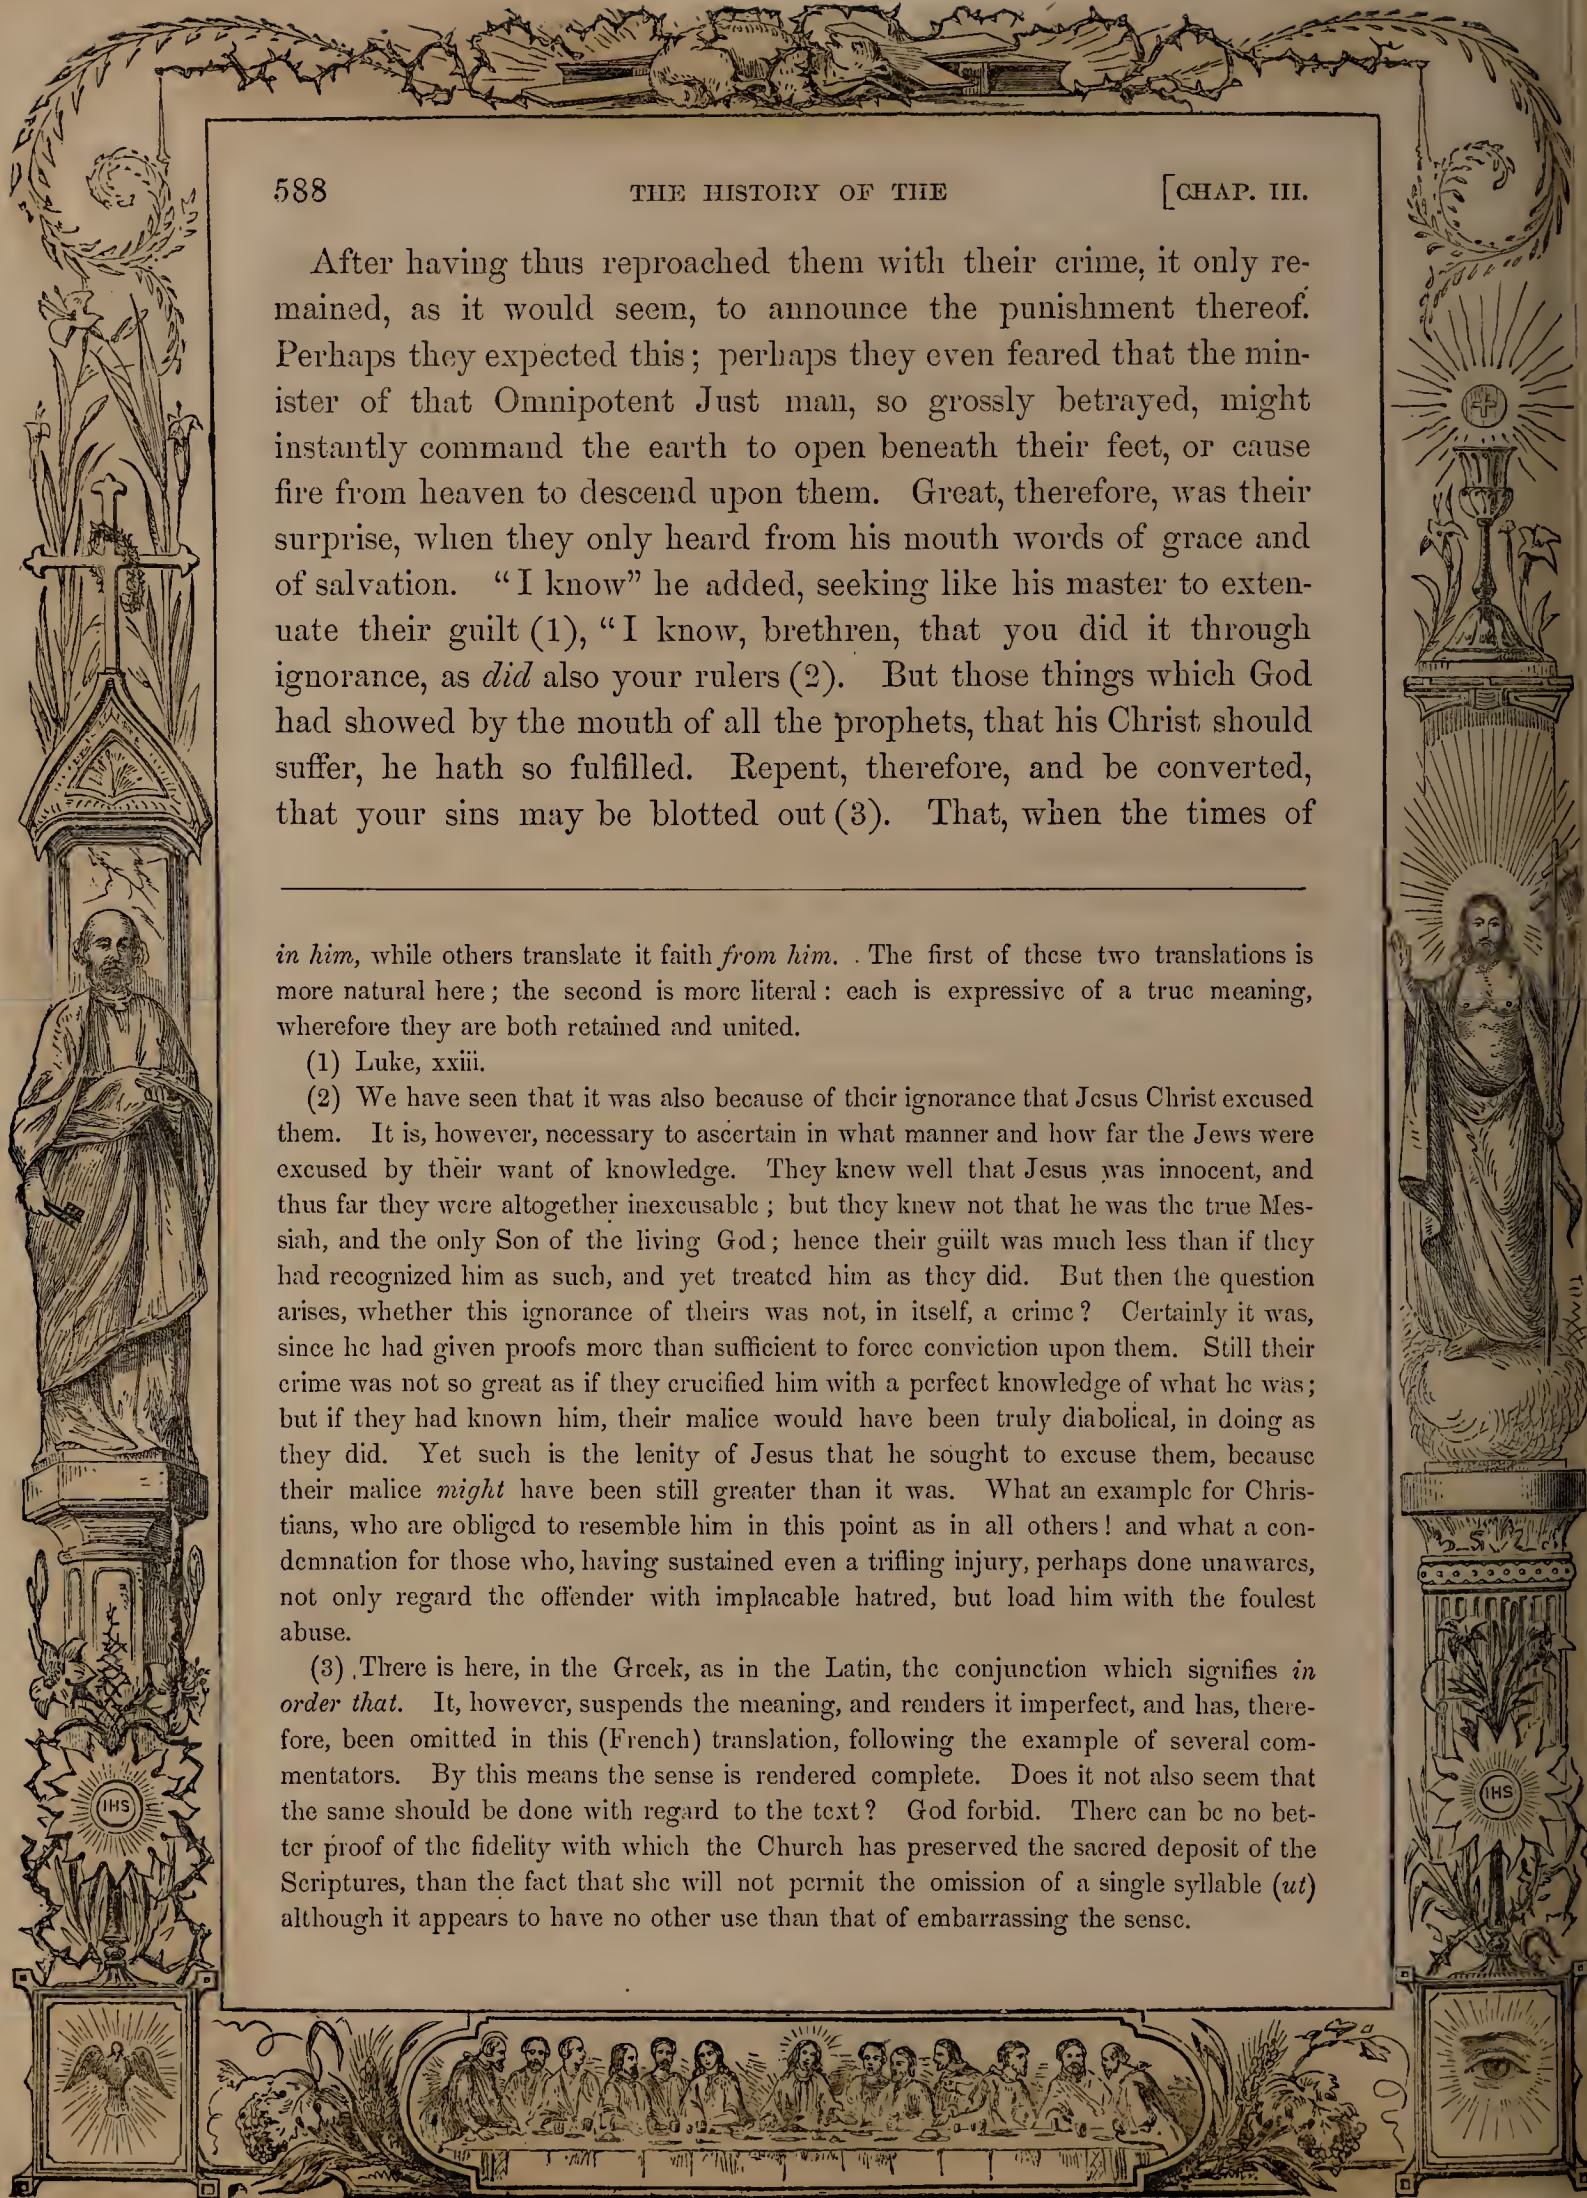 588 THE HISTORY OF THE [CHAP. III.
After having thus reproached them with their crime, it only re-
mained, as it would seem, to announce the punishment thereof.
Perhaps they expected this; perhaps they even feared that the min-
ister of that Omnipotent Just man, so grossly betrayed, might
instantly command the earth to open beneath their feet, or cause
fire from heaven to descend upon them. Great, therefore, was their
surprise, when they only heard from his mouth words of grace and
of salvation. “I know” he added, seeking like his master to exten-
uate their guilt (1), “I know, brethren, that you did it through
ignorance, as did also your rulers (2). But those things which God
had showed by the mouth of all the prophets, that his Christ should
suffer, he hath so fulfilled. Repent, therefore, and be converted,
that your sins may be blotted out (3). That, when the times of
in him, while others translate it faith from him. The first of these two translations is
more natural here; the second is more literal: each is expressive of a true meaning,
wherefore they are both retained and united.
(1) Luke, xxiii.
(2) We have seen that it was also because of their ignorance that Jesus Christ excused
them. It is, however, necessary to ascertain in what manner and how far the Jews were
excused by their want of knowledge. They knew well that Jesus was innocent, and
thus far they were altogether inexcusable; but they knew not that he was the true Mes-
siah, and the only Son of the living God; hence their guilt was much less than if they
had recognized him as such, and yet treated him as they did. But then the question
arises, whether this ignorance of theirs was not, in itself, a crime? Certainly it was,
since he had given proofs more than sufficient to force conviction upon them. Still their
crime was not so great as if they crucified him with a perfect knowledge of what he was;
but if they had known him, their malice would have been truly diabolical, in doing as
they did. Yet such is the lenity of Jesus that he sought to excuse them, because
their malice might have been still greater than it was. What an example for Chris-
tians, who are obliged to resemble him in this point as in all others! and what a con-
demnation for those who, having sustained even a trifling injury, perhaps done unawares,
not only regard the offender with implacable hatred, but load him with the foulest
abuse.
(3) There is here, in the Greek, as in the Latin, the conjunction which signifies in
order that. It, however, suspends the meaning, and renders it imperfect, and has, there-
fore, been omitted in this (French) translation, following the example of several com-
mentators. By this means the sense is rendered complete. Does it not also seem that
the same should be done with regard to the text? God forbid. There can be no bet-
ter proof of the fidelity with which the Church has preserved the sacred deposit of the
Scriptures, than the fact that she will not permit the omission of a single syllable (ut)
although it appears to have no other use than that of embarrassing the sense.
IHS
IHS